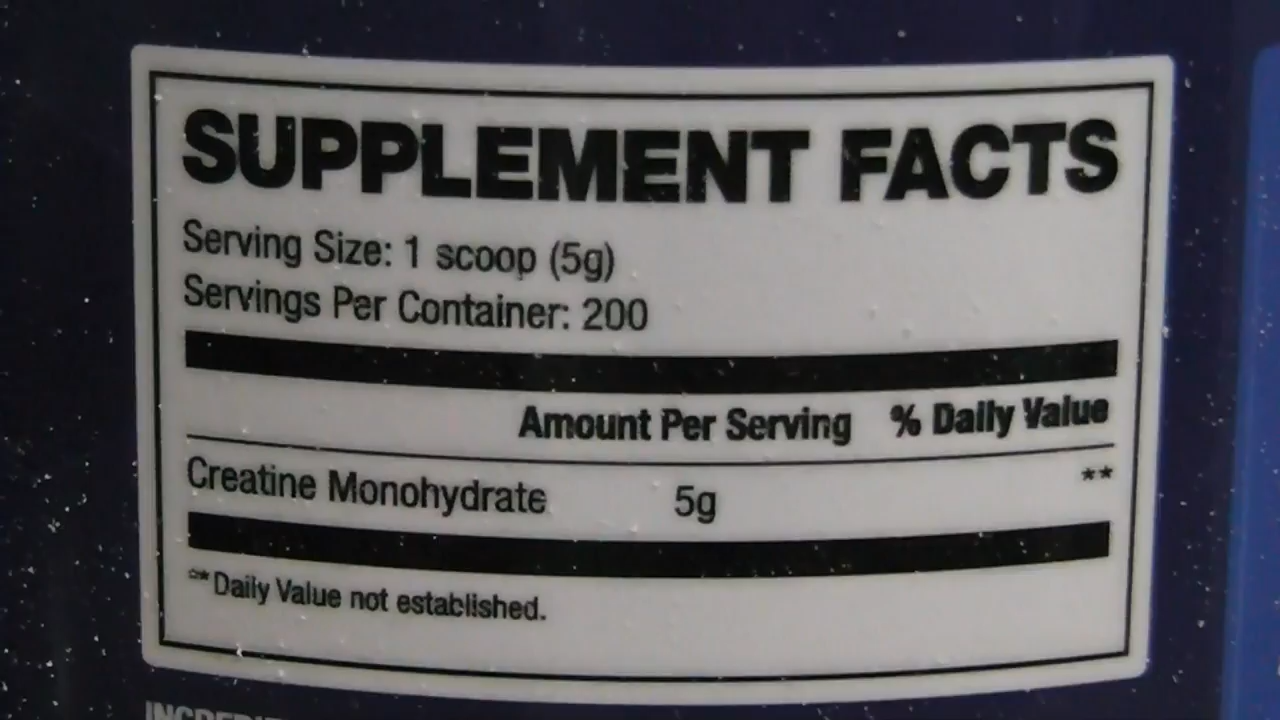 SUPPLEMENT FACTS
Serving Size: 1 scoop (5g)
Servings Per Container: 200
Amount Per Serving % Daily Value
Creatine Monohydrate 5g **
**Daily Value not established.